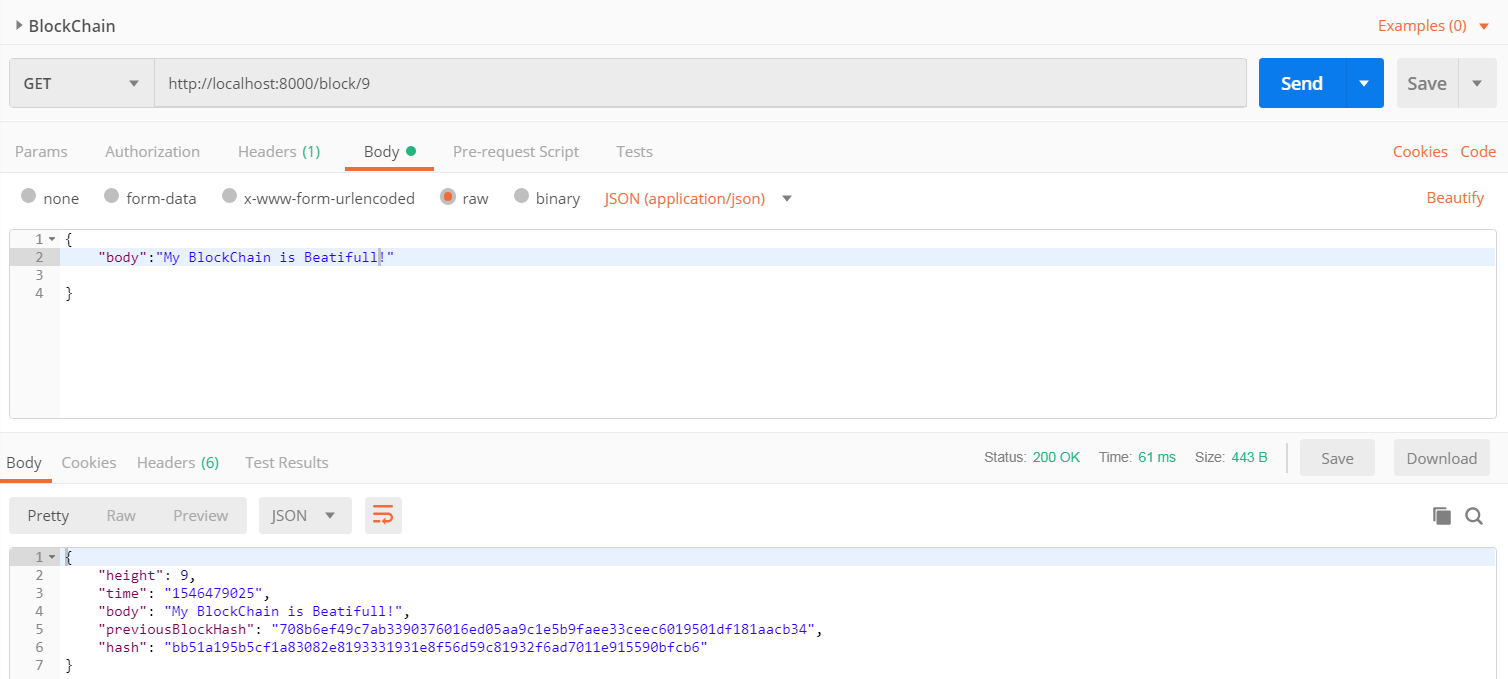 BlockChain
Examples (0)
GET
http://localhost:8000/block/9
Send
Save
Params Authorization Headers (1) Body Pre-request Script Tests
Cookies Code
none form-data x-www-form-urlencoded raw binary JSON (application/json)
Beautify
1 {
2 "body":"My BlockChain is Beatifull!"
3
4 }
Body Cookies Headers (6) Test Results
Status: 200 OK Time: 61 ms Size: 443 B
Save
Download
Pretty Raw Preview JSON
1 {
2 "height": 9,
3 "time": "1546479025",
4 "body": "My BlockChain is Beatifull!",
5 "previousBlockHash": "708b6ef49c7ab3390376016ed05aa9c1e5b9faee33ceec6019501df181aacb34",
6 "hash": "bb51a195b5cf1a83082e8193331931e8f56d59c81932f6ad7011e915590bfcb6"
7 }